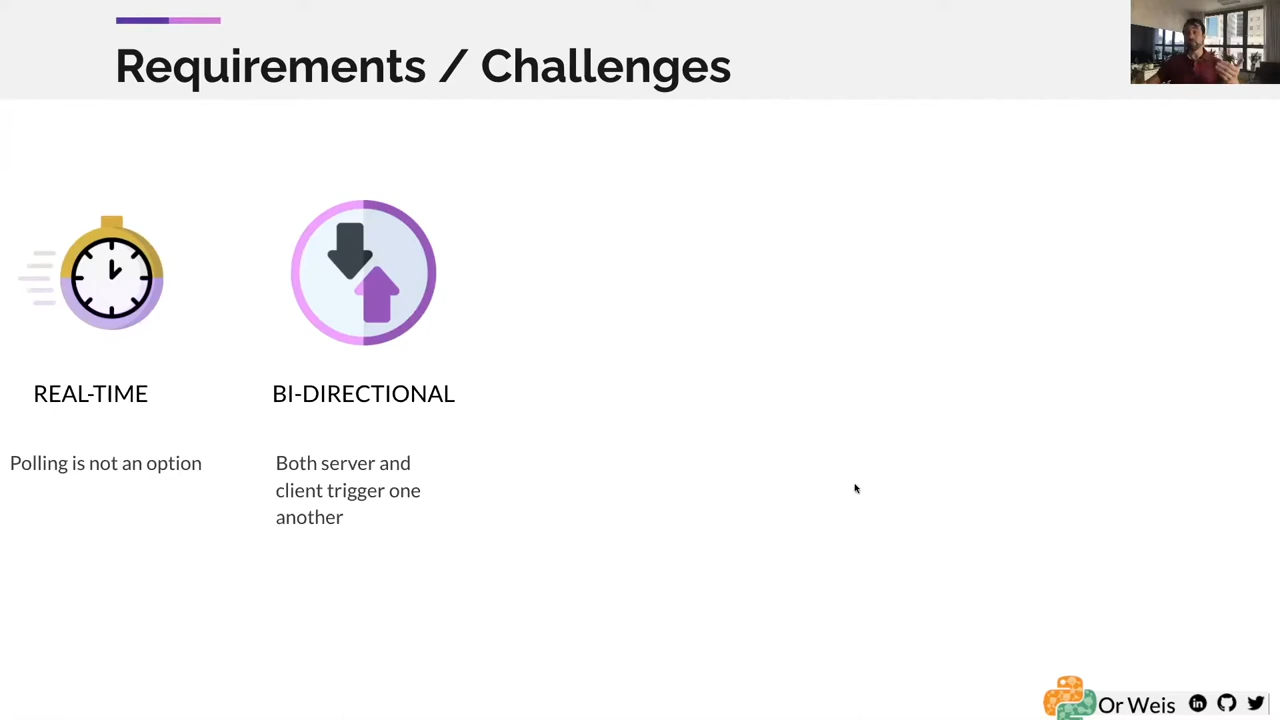 Requirements / Challenges
REAL-TIME
Polling is not an option
BI-DIRECTIONAL
Both server and
client trigger one
another
Or Weis
in